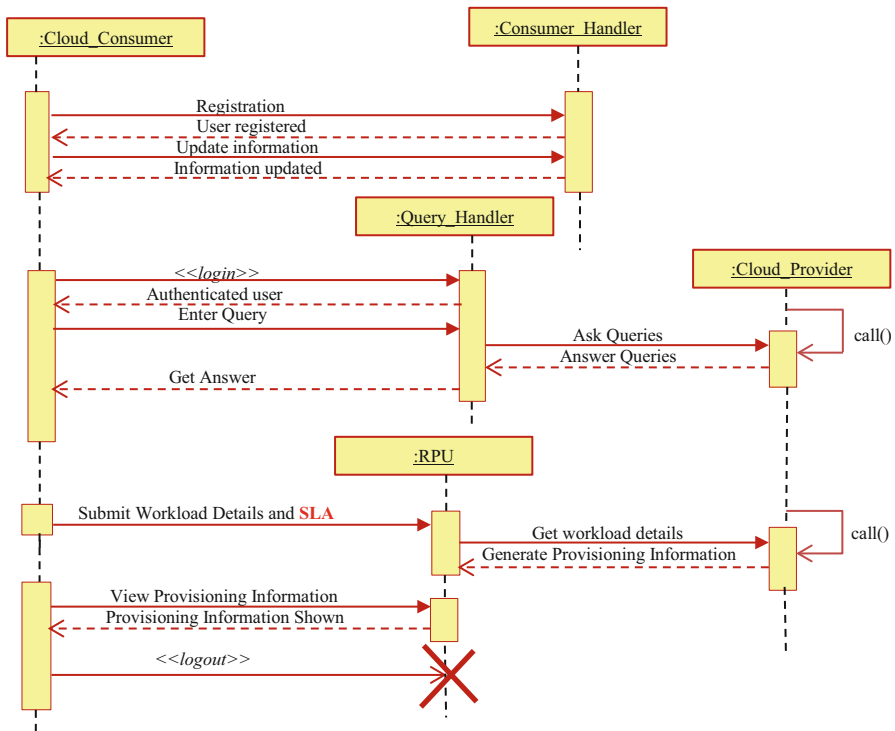 :Cloud_Consumer
:Consumer_Handler
Registration
User registered
Update information
Information updated
:Query_Handler
:Cloud_Provider
<<login>>
Authenticated user
Enter Query
Ask Queries
call()
Answer Queries
Get Answer
:RPU
Submit Workload Details and SLA
Get workload details
call()
Generate Provisioning Information
View Provisioning Information
Provisioning Information Shown
<<logout>>